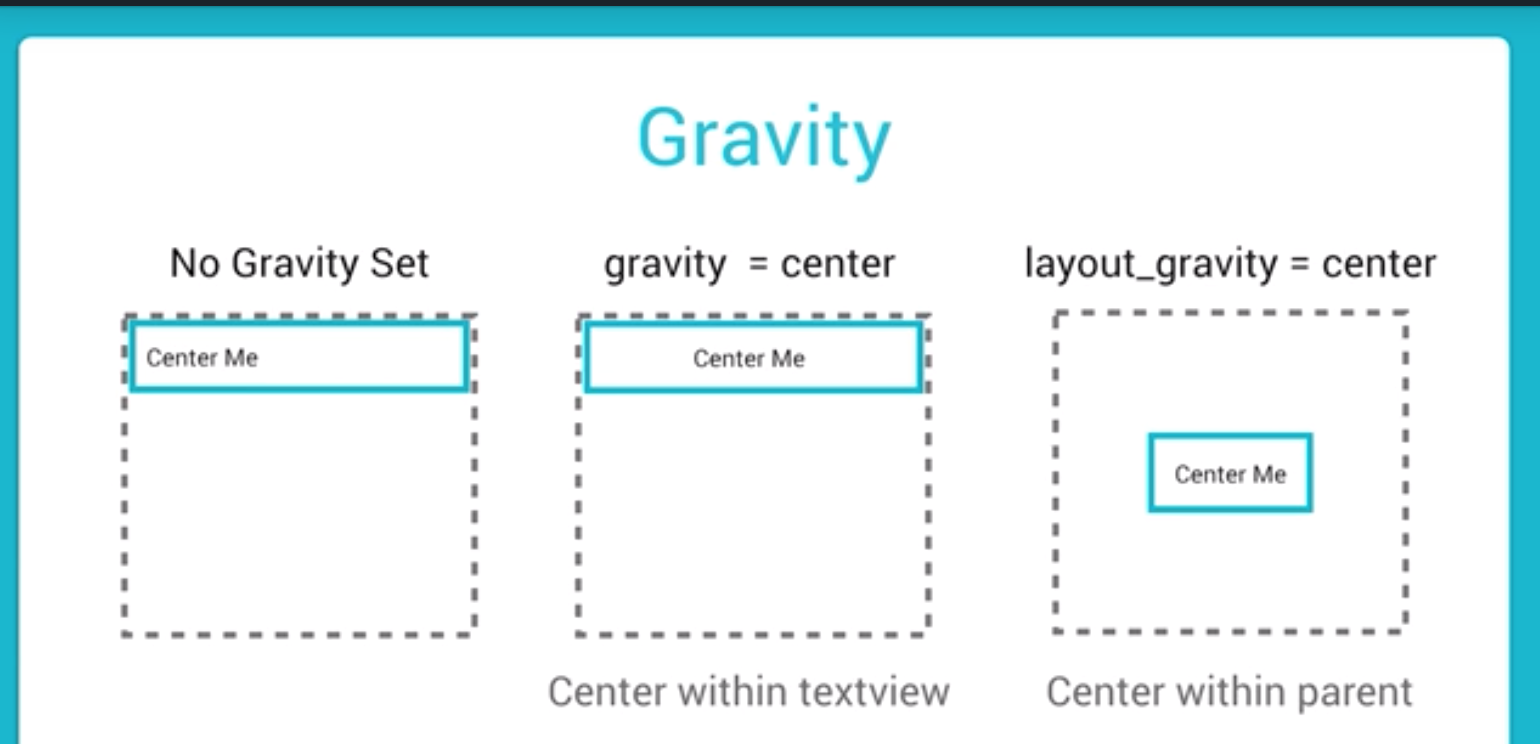 Gravity
No Gravity Set
gravity = center
layout_gravity = center
Center Me
Center Me
Center Me
Center within textview
Center within parent